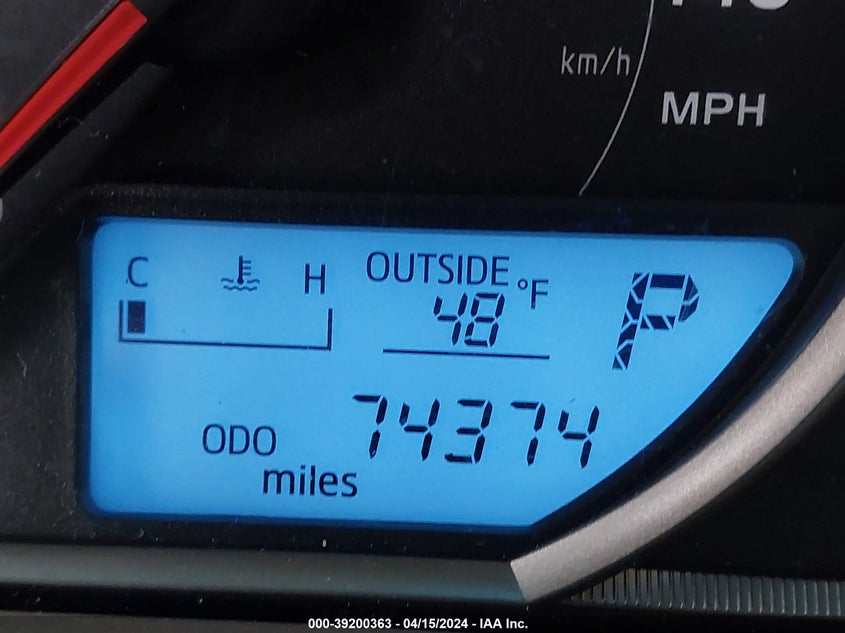 km/h
MPH
C H OUTSIDE
48 °F P
ODO 74374
miles
000-39200363 - 04/15/2024 - IAA Inc.